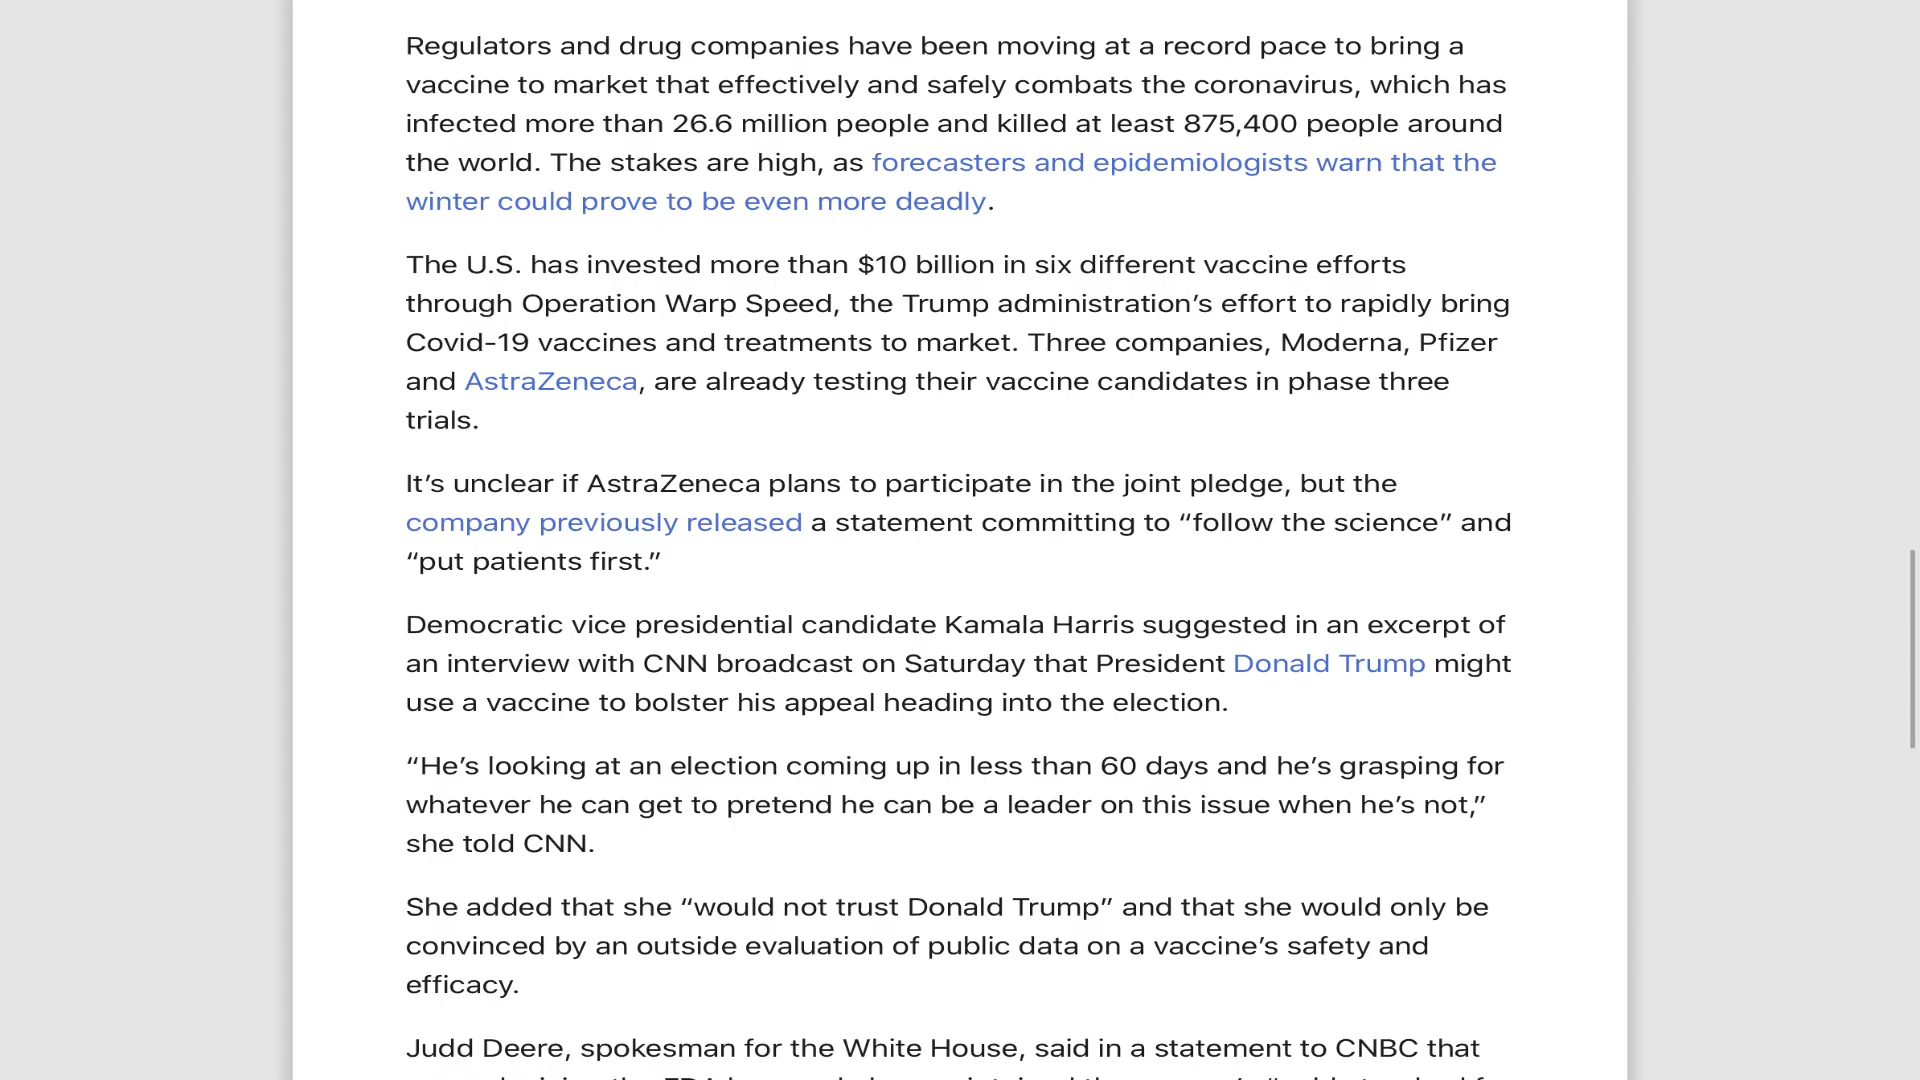 Regulators and drug companies have been moving at a record pace to bring a
vaccine to market that effectively and safely combats the coronavirus, which has
infected more than 26.6 million people and killed at least 875,400 people around
the world. The stakes are high, as forecasters and epidemiologists warn that the
winter could prove to be even more deadly.
The U.S. has invested more than $10 billion in six different vaccine efforts
through Operation Warp Speed, the Trump administration’s effort to rapidly bring
Covid-19 vaccines and treatments to market. Three companies, Moderna, Pfizer
and AstraZeneca, are already testing their vaccine candidates in phase three
trials.
It’s unclear if AstraZeneca plans to participate in the joint pledge, but the
company previously released a statement committing to “follow the science” and
“put patients first.”
Democratic vice presidential candidate Kamala Harris suggested in an excerpt of
an interview with CNN broadcast on Saturday that President Donald Trump might
use a vaccine to bolster his appeal heading into the election.
“He’s looking at an election coming up in less than 60 days and he’s grasping for
whatever he can get to pretend he can be a leader on this issue when he’s not,”
she told CNN.
She added that she “would not trust Donald Trump” and that she would only be
convinced by an outside evaluation of public data on a vaccine’s safety and
efficacy.
Judd Deere, spokesman for the White House, said in a statement to CNBC that